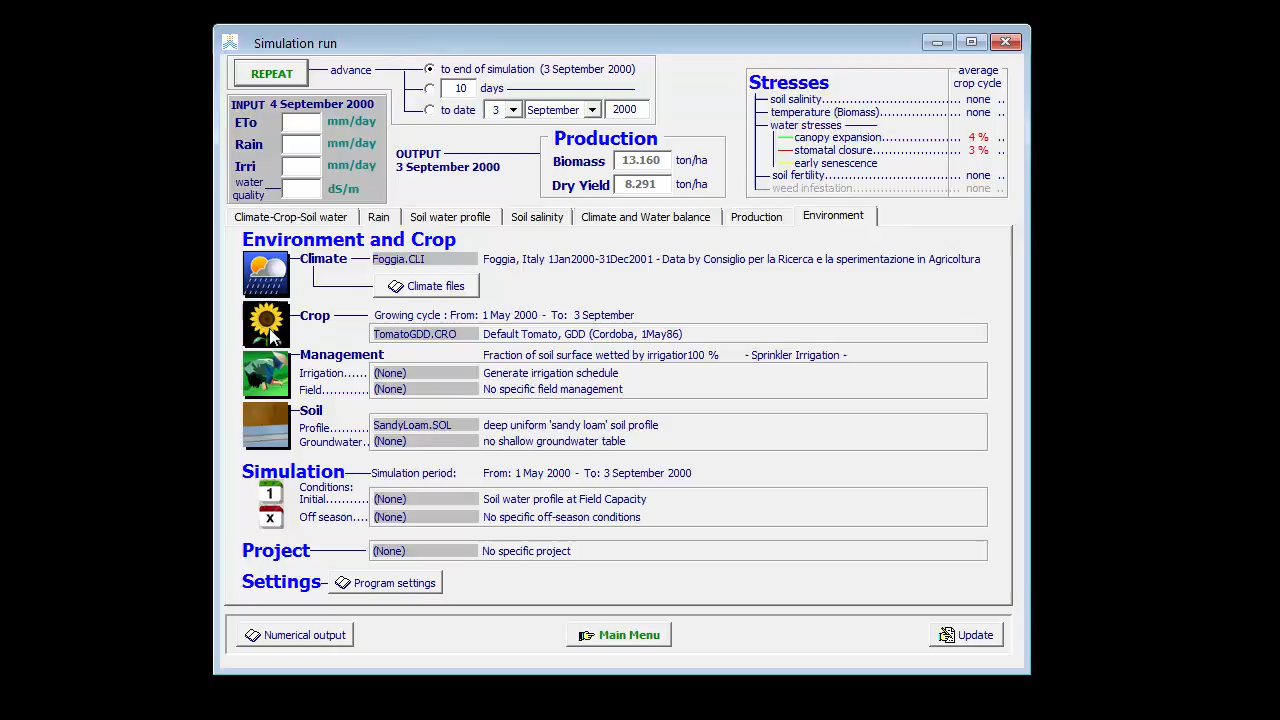 Simulation run
REPEAT
advance
to end of simulation (3 September 2000)
10 days
to date 3 September 2000
INPUT 4 September 2000
ETo mm/day
Rain mm/day
Irri mm/day
water quality dS/m
OUTPUT
3 September 2000
Production
Biomass 13.160 ton/ha
Dry Yield 8.291 ton/ha
Stresses
average
crop cycle
soil salinity none ..
temperature (Biomass) none ..
water stresses
canopy expansion 4 % ..
stomatal closure 3 % ..
early senescence
soil fertility none ..
weed infestation none ..
Climate-Crop-Soil water Rain Soil water profile Soil salinity Climate and Water balance Production Environment
Environment and Crop
Climate Foggia.CLI Foggia, Italy 1Jan2000-31Dec2001 - Data by Consiglio per la Ricerca e la sperimentazione in Agricoltura
Climate files
Crop Growing cycle : From: 1 May 2000 - To: 3 September
TomatoGDD.CRO Default Tomato, GDD (Cordoba, 1May86)
Management Fraction of soil surface wetted by irrigatior100 % - Sprinkler Irrigation -
Irrigation...... (None) Generate irrigation schedule
Field............ (None) No specific field management
Soil
Profile.......... SandyLoam.SOL deep uniform 'sandy loam' soil profile
Groundwater.. (None) no shallow groundwater table
Simulation Simulation period: From: 1 May 2000 - To: 3 September 2000
Conditions:
1 Initial.......... (None) Soil water profile at Field Capacity
x Off season.... (None) No specific off-season conditions
Project (None) No specific project
Settings Program settings
Numerical output Main Menu Update